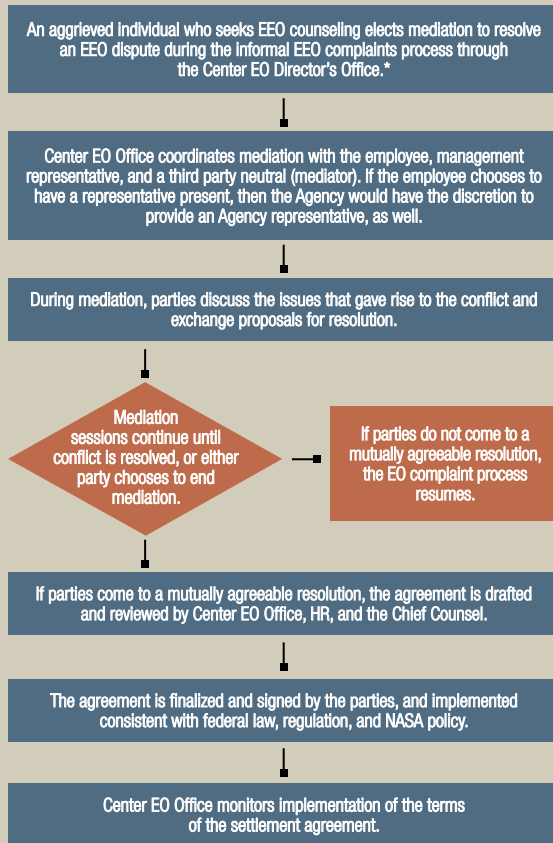 An aggrieved individual who seeks EEO counseling elects mediation to resolve
an EEO dispute during the informal EEO complaints process through
the Center EO Director's Office.*
Center EO Office coordinates mediation with the employee, management
representative, and a third party neutral (mediator). If the employee chooses to
have a representative present, then the Agency would have the discretion to
provide an Agency representative, as well.
During mediation, parties discuss the issues that gave rise to the conflict and
exchange proposals for resolution.
Mediation
sessions continue until
conflict is resolved, or either
party chooses to end
mediation.
If parties do not come to a
mutually agreeable resolution,
the EO complaint process
resumes.
If parties come to a mutually agreeable resolution, the agreement is drafted
and reviewed by Center EO Office, HR, and the Chief Counsel.
The agreement is finalized and signed by the parties, and implemented
consistent with federal law, regulation, and NASA policy.
Center EO Office monitors implementation of the terms
of the settlement agreement.